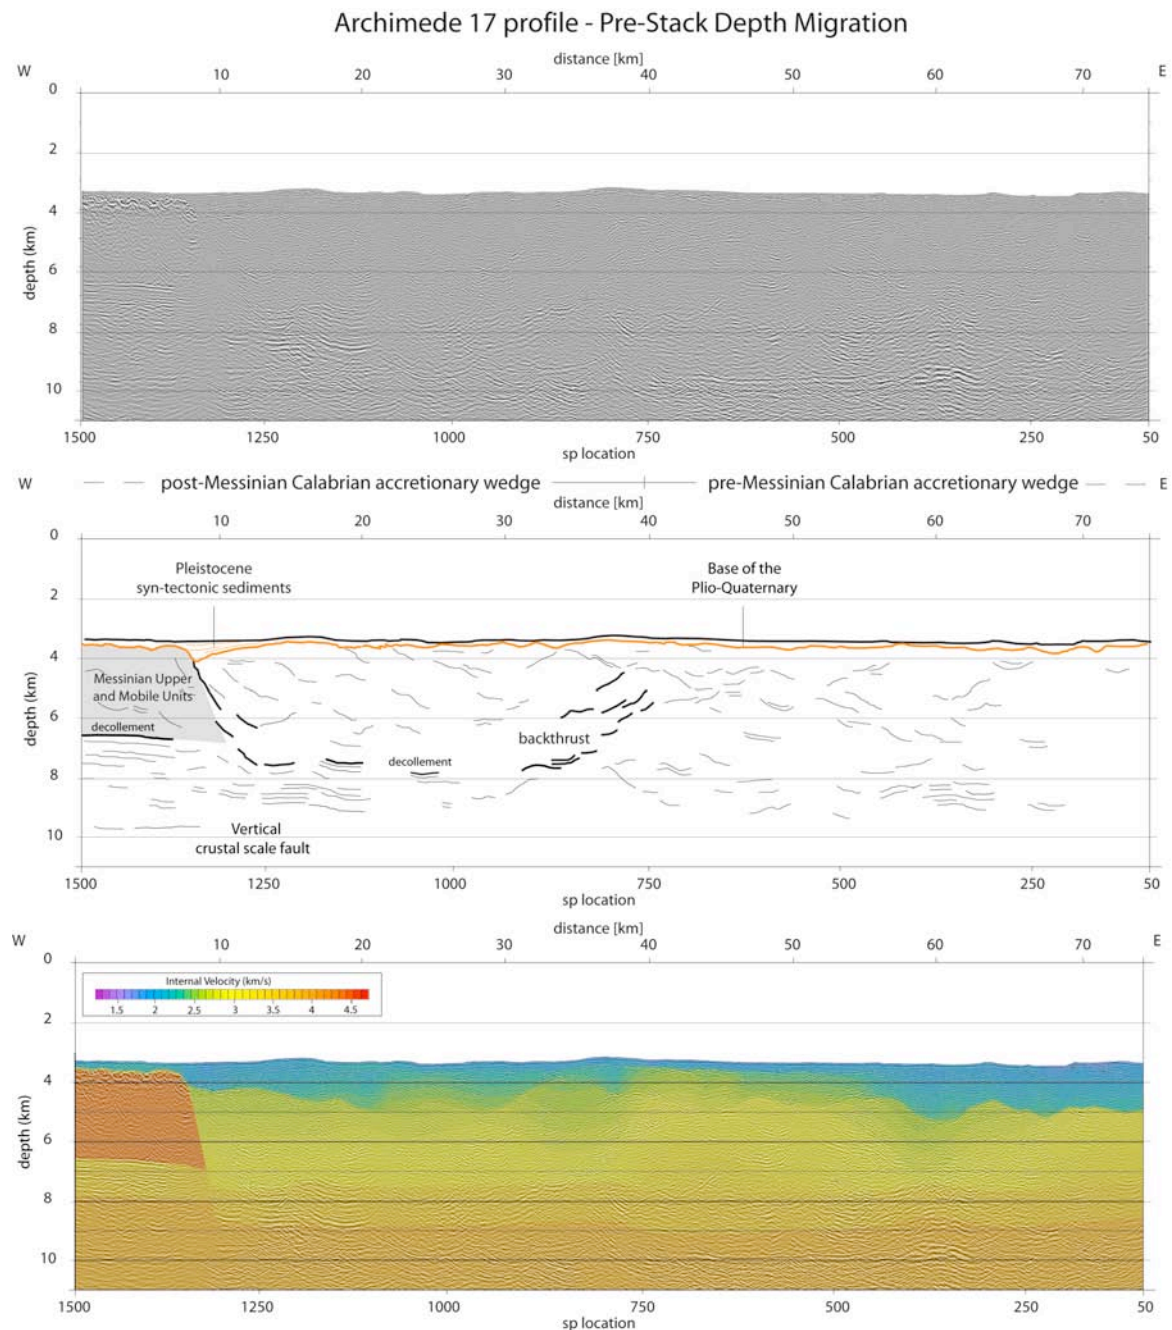 Archimede 17 profile - Pre-Stack Depth Migration
distance [km]
W 10 20 30 40 50 60 70 E
0
2
4
6
8
10
depth (km)
1500 1250 1000 750 500 250 50
sp location
W post-Messinian Calabrian accretionary wedge pre-Messinian Calabrian accretionary wedge E
distance [km]
10 20 30 40 50 60 70
0
Pleistocene
syn-tectonic sediments
Base of the
Plio-Quaternary
2
4
Messinian Upper
and Mobile Units
6
decollement
backthrust
decollement
8
10
Vertical
crustal scale fault
depth (km)
1500 1250 1000 750 500 250 50
sp location
distance [km]
W 10 20 30 40 50 60 70 E
0
Internal Velocity (km/s)
1.5 2 2.5 3 3.5 4 4.5
2
4
6
8
10
depth (km)
1500 1250 1000 750 500 250 50
sp location